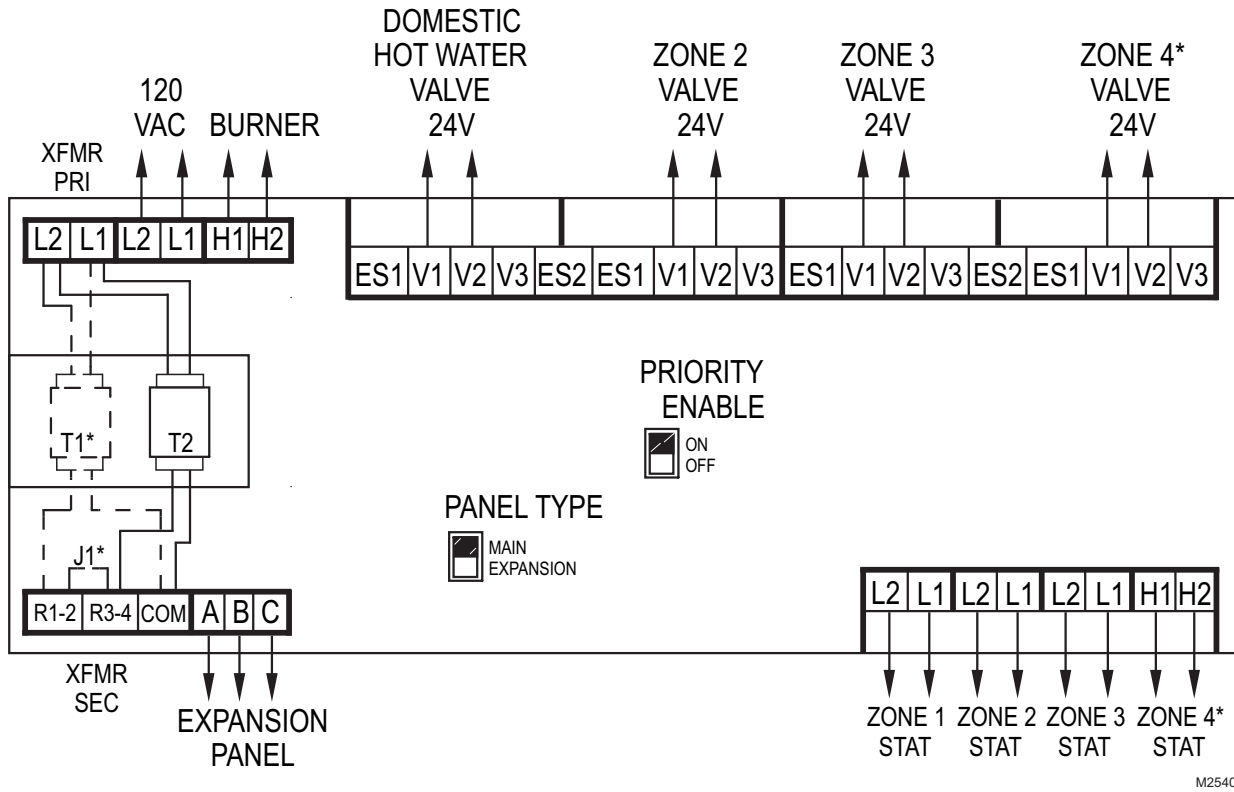 DOMESTIC
HOT WATER
VALVE
24V
ZONE 2
VALVE
24V
ZONE 3
VALVE
24V
ZONE 4*
VALVE
24V
120
VAC
BURNER
XFMR
PRI
L2 L1 L2 L1 H1 H2
ES1 V1 V2 V3 ES2 ES1 V1 V2 V3 ES1 V1 V2 V3 ES2 ES1 V1 V2 V3
PRIORITY
ENABLE
ON
OFF
T1* T2
PANEL TYPE
MAIN
EXPANSION
J1*
R1-2 R3-4 COM A B C
L2 L1 L2 L1 L2 L1 H1 H2
XFMR
SEC
EXPANSION
PANEL
ZONE 1
STAT
ZONE 2
STAT
ZONE 3
STAT
ZONE 4*
STAT
M2540